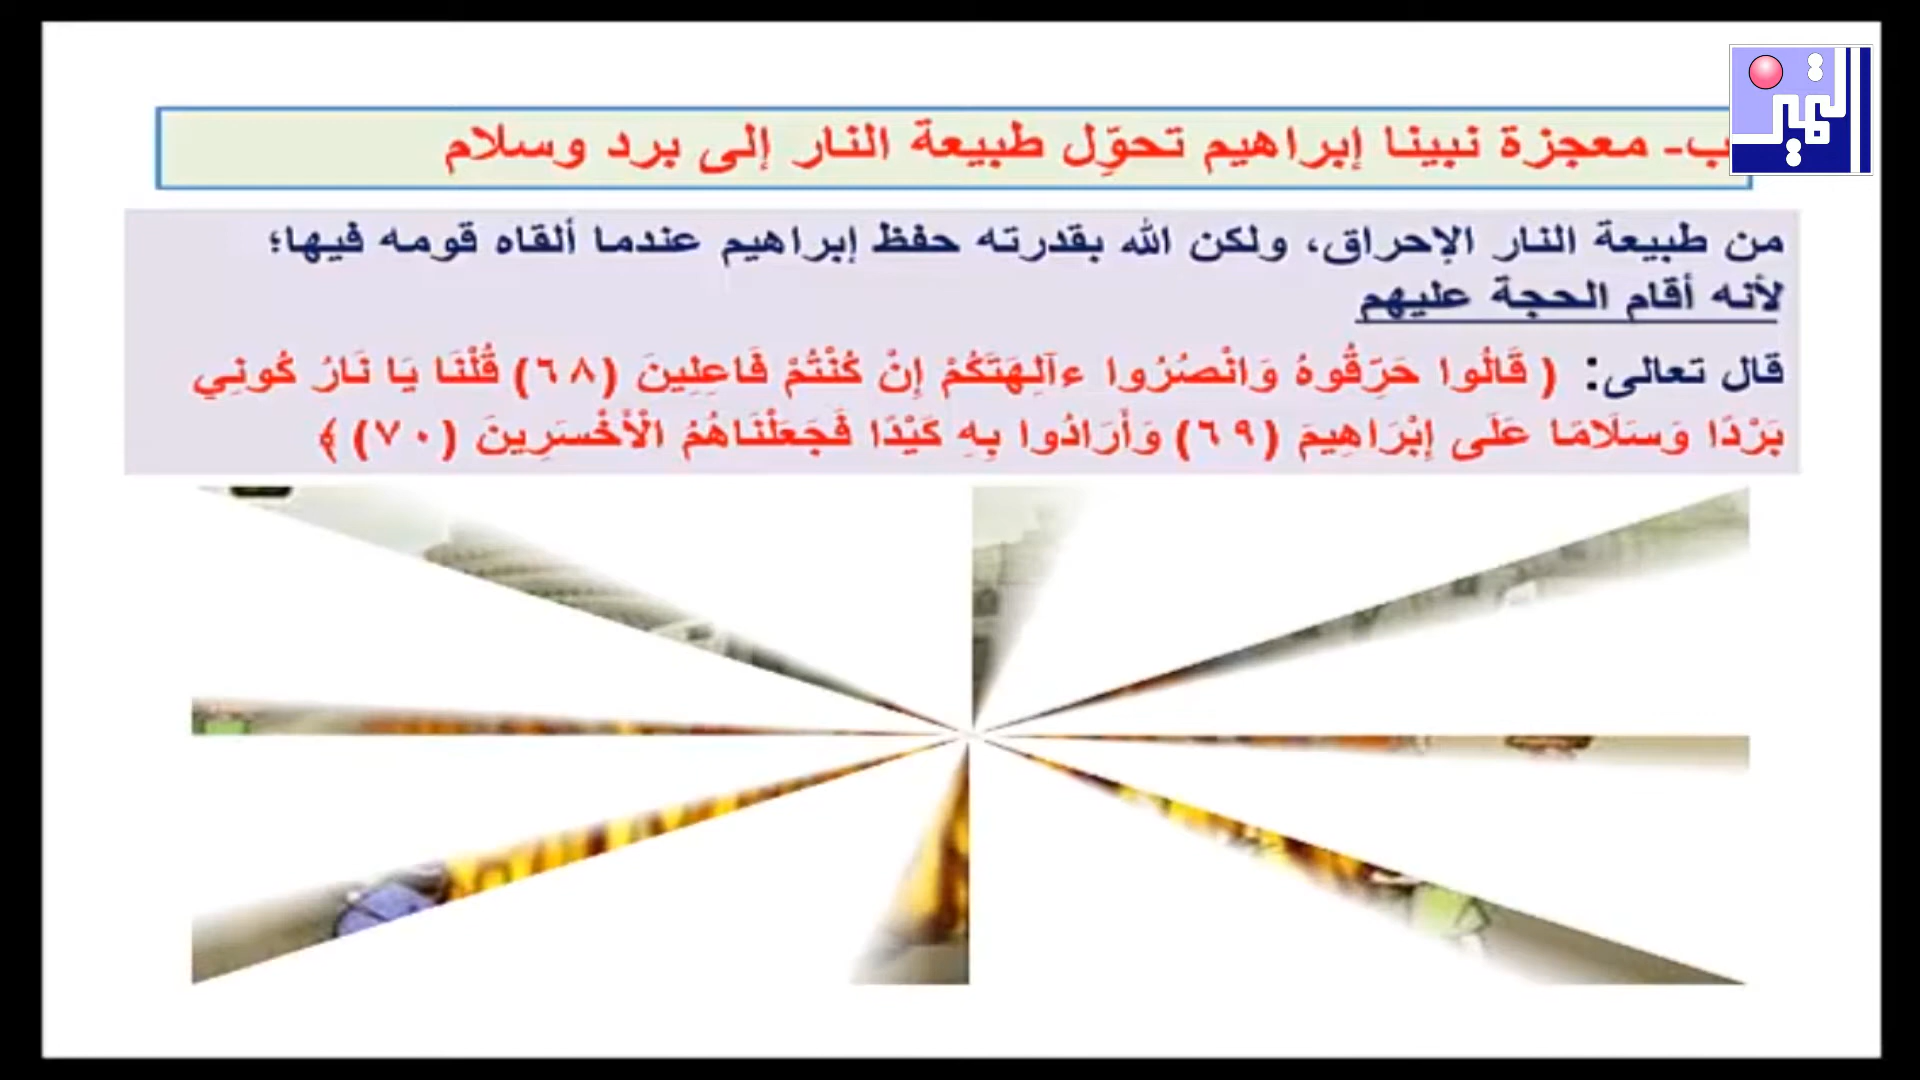 ب- معجزة نبينا إبراهيم تحوّل طبيعة النار إلى برد وسلام
من طبيعة النار الإحراق، ولكن الله بقدرته حفظ إبراهيم عندما ألقاه قومه فيها؛
لأنه أقام الحجة عليهم
قال تعالى: ( قَالُوا حَرِّقُوهُ وَانْصُرُوا ءآلِهَتَكُمْ إِنْ كُنْتُمْ فَاعِلِينَ (٦٨) قُلْنَا يَا نَارُ كُونِي
بَرْدًا وَسَلَامًا عَلَى إِبْرَاهِيمَ (٦٩) وَأَرَادُوا بِهِ كَيْدًا فَجَعَلْنَاهُمُ الْأَخْسَرِينَ (٧٠) ﴾